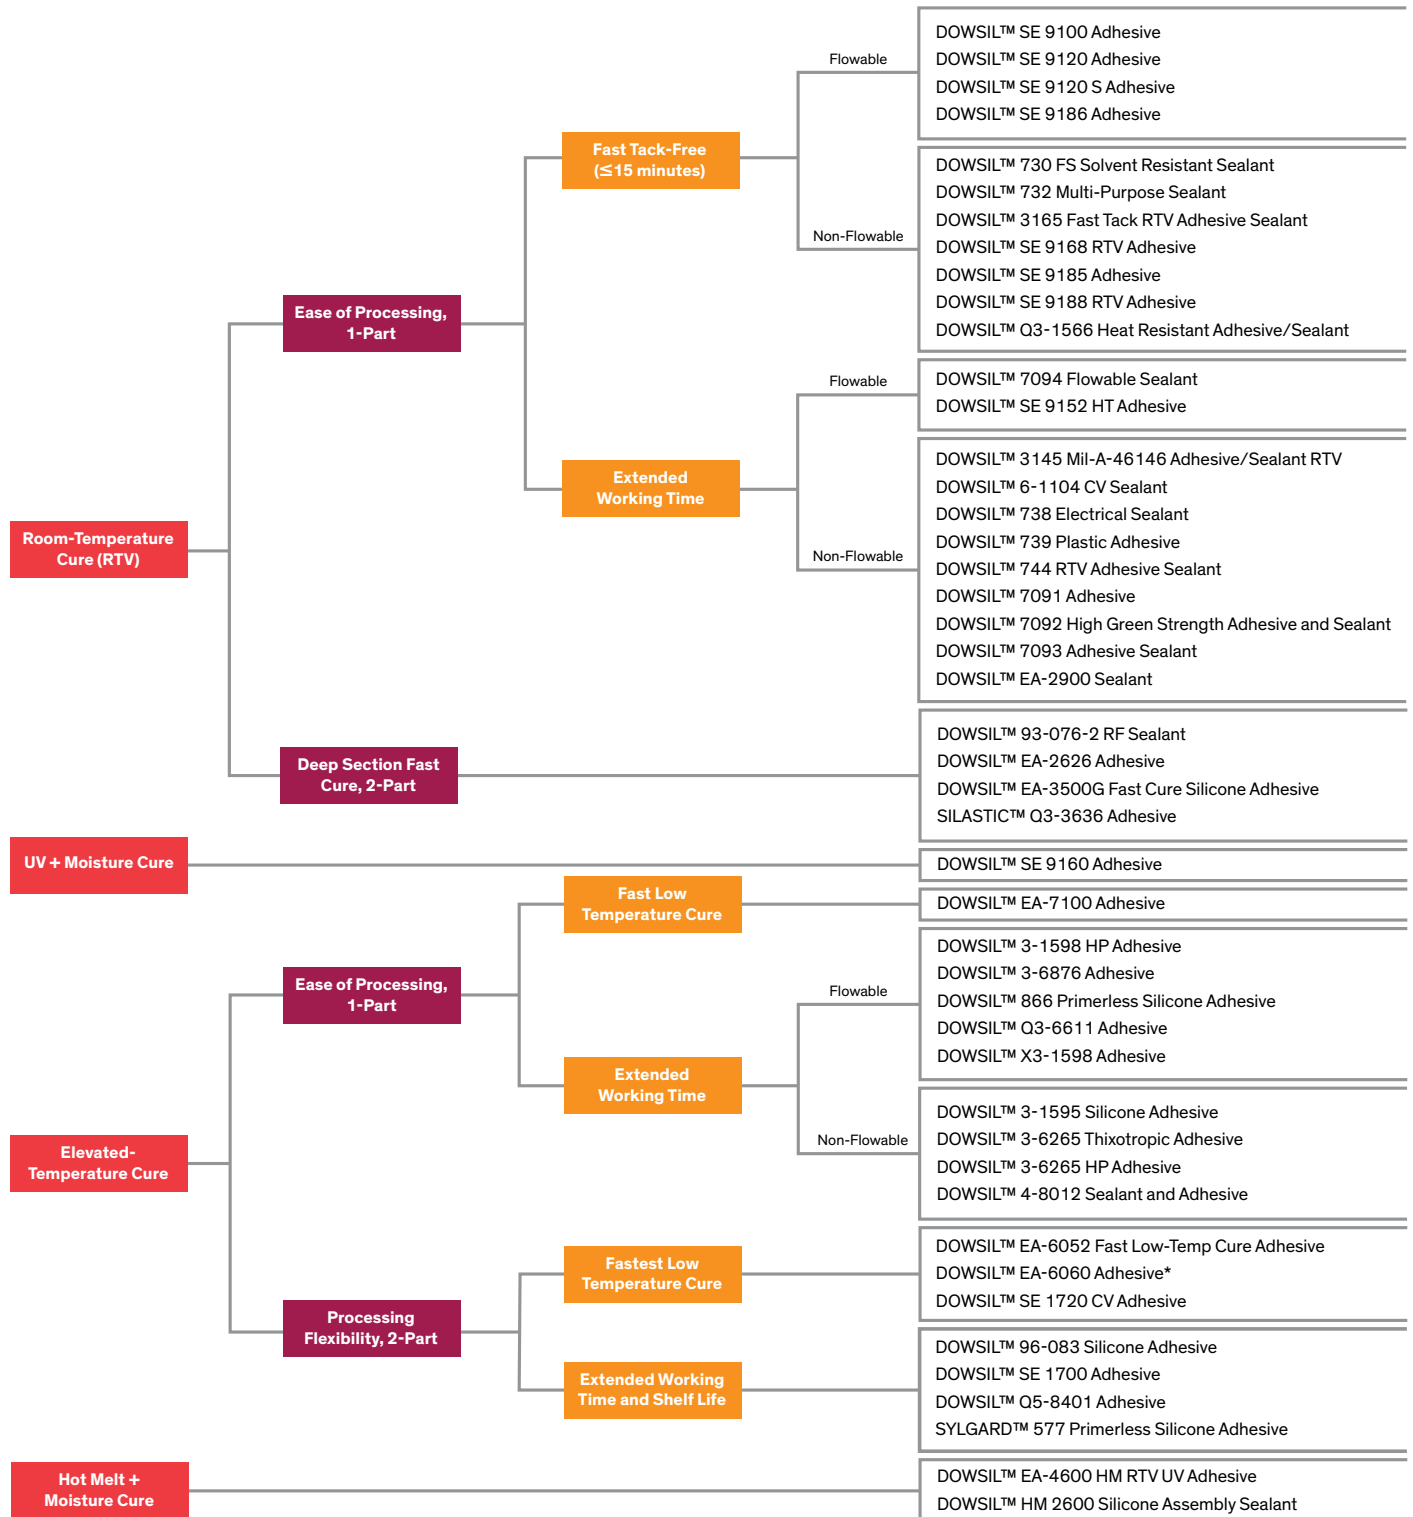 Room-Temperature
Cure (RTV)
Ease of Processing,
1-Part
Fast Tack-Free
(≤15 minutes)
Flowable
DOWSIL™ SE 9100 Adhesive
DOWSIL™ SE 9120 Adhesive
DOWSIL™ SE 9120 S Adhesive
DOWSIL™ SE 9186 Adhesive
Non-Flowable
DOWSIL™ 730 FS Solvent Resistant Sealant
DOWSIL™ 732 Multi-Purpose Sealant
DOWSIL™ 3165 Fast Tack RTV Adhesive Sealant
DOWSIL™ SE 9168 RTV Adhesive
DOWSIL™ SE 9185 Adhesive
DOWSIL™ SE 9188 RTV Adhesive
DOWSIL™ Q3-1566 Heat Resistant Adhesive/Sealant
Extended
Working Time
Flowable
DOWSIL™ 7094 Flowable Sealant
DOWSIL™ SE 9152 HT Adhesive
Non-Flowable
DOWSIL™ 3145 Mil-A-46146 Adhesive/Sealant RTV
DOWSIL™ 6-1104 CV Sealant
DOWSIL™ 738 Electrical Sealant
DOWSIL™ 739 Plastic Adhesive
DOWSIL™ 744 RTV Adhesive Sealant
DOWSIL™ 7091 Adhesive
DOWSIL™ 7092 High Green Strength Adhesive and Sealant
DOWSIL™ 7093 Adhesive Sealant
DOWSIL™ EA-2900 Sealant
Deep Section Fast
Cure, 2-Part
DOWSIL™ 93-076-2 RF Sealant
DOWSIL™ EA-2626 Adhesive
DOWSIL™ EA-3500G Fast Cure Silicone Adhesive
SILASTIC™ Q3-3636 Adhesive
UV + Moisture Cure
DOWSIL™ SE 9160 Adhesive
Elevated-
Temperature Cure
Ease of Processing,
1-Part
Fast Low
Temperature Cure
DOWSIL™ EA-7100 Adhesive
Extended
Working Time
Flowable
DOWSIL™ 3-1598 HP Adhesive
DOWSIL™ 3-6876 Adhesive
DOWSIL™ 866 Primerless Silicone Adhesive
DOWSIL™ Q3-6611 Adhesive
DOWSIL™ X3-1598 Adhesive
Non-Flowable
DOWSIL™ 3-1595 Silicone Adhesive
DOWSIL™ 3-6265 Thixotropic Adhesive
DOWSIL™ 3-6265 HP Adhesive
DOWSIL™ 4-8012 Sealant and Adhesive
Processing
Flexibility, 2-Part
Fastest Low
Temperature Cure
DOWSIL™ EA-6052 Fast Low-Temp Cure Adhesive
DOWSIL™ EA-6060 Adhesive*
DOWSIL™ SE 1720 CV Adhesive
Extended Working
Time and Shelf Life
DOWSIL™ 96-083 Silicone Adhesive
DOWSIL™ SE 1700 Adhesive
DOWSIL™ Q5-8401 Adhesive
SYLGARD™ 577 Primerless Silicone Adhesive
Hot Melt +
Moisture Cure
DOWSIL™ EA-4600 HM RTV UV Adhesive
DOWSIL™ HM 2600 Silicone Assembly Sealant